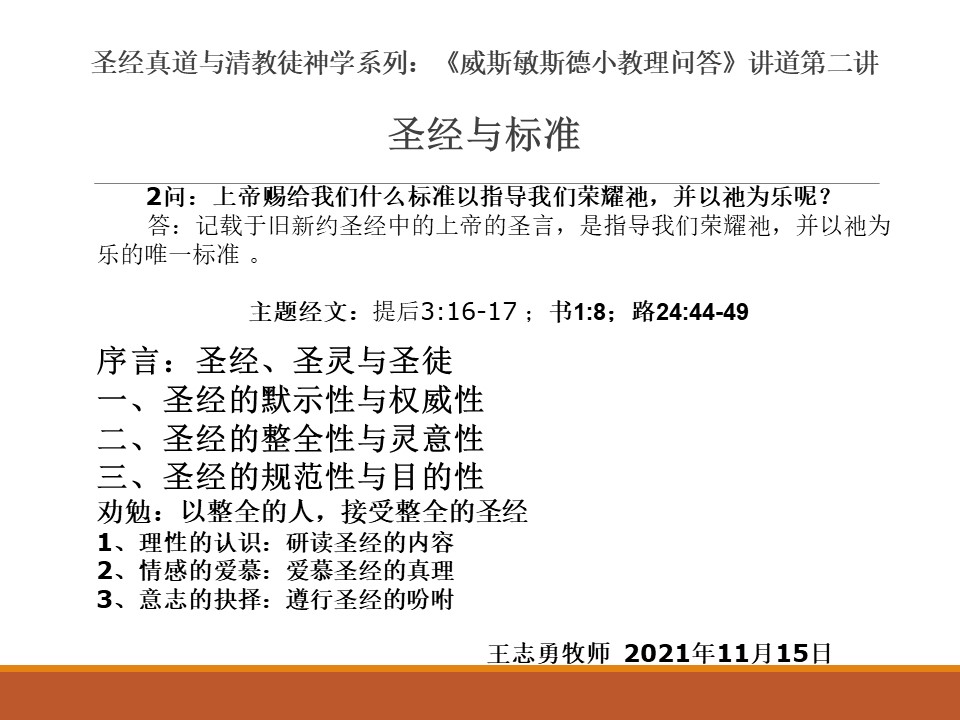 圣经真道与清教徒神学系列：《威斯敏斯德小教理问答》讲道第二讲
圣经与标准
2问：上帝赐给我们什么标准以指导我们荣耀祂，并以祂为乐呢？
答：记载于旧新约圣经中的上帝的圣言，是指导我们荣耀祂，并以祂为
乐的唯一标准 。
主题经文：提后3:16-17 ；书1:8；路24:44-49
序言：圣经、圣灵与圣徒
一、圣经的默示性与权威性
二、圣经的整全性与灵意性
三、圣经的规范性与目的性
劝勉：以整全的人，接受整全的圣经
1、理性的认识：研读圣经的内容
2、情感的爱慕：爱慕圣经的真理
3、意志的抉择：遵行圣经的吩咐
王志勇牧师 2021年11月15日